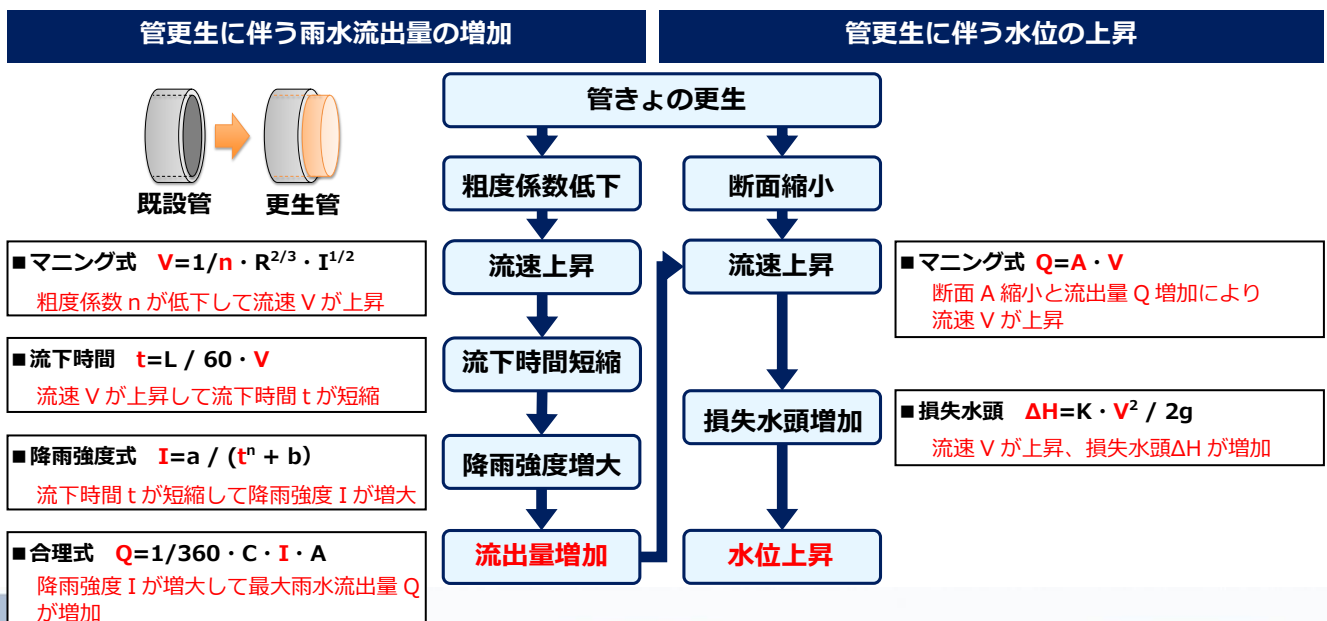 管更生に伴う雨水流出量の増加
管更生に伴う水位の上昇
既設管
更生管
管きょの更生
粗度係数低下
断面縮小
流速上昇
流速上昇
流下時間短縮
損失水頭増加
降雨強度増大
流出量増加
水位上昇
■マニング式 V=1/n・R^2/3・I^1/2
粗度係数 n が低下して流速 V が上昇
■流下時間 t=L / 60・V
流速 V が上昇して流下時間 t が短縮
■降雨強度式 I=a / (t^n + b）
流下時間 t が短縮して降雨強度 I が増大
■合理式 Q=1/360・C・I・A
降雨強度 I が増大して最大雨水流出量 Q
が増加
■マニング式 Q=A・V
断面 A 縮小と流出量 Q 増加により
流速 V が上昇
■損失水頭 ΔH=K・V² / 2g
流速 V が上昇、損失水頭ΔH が増加